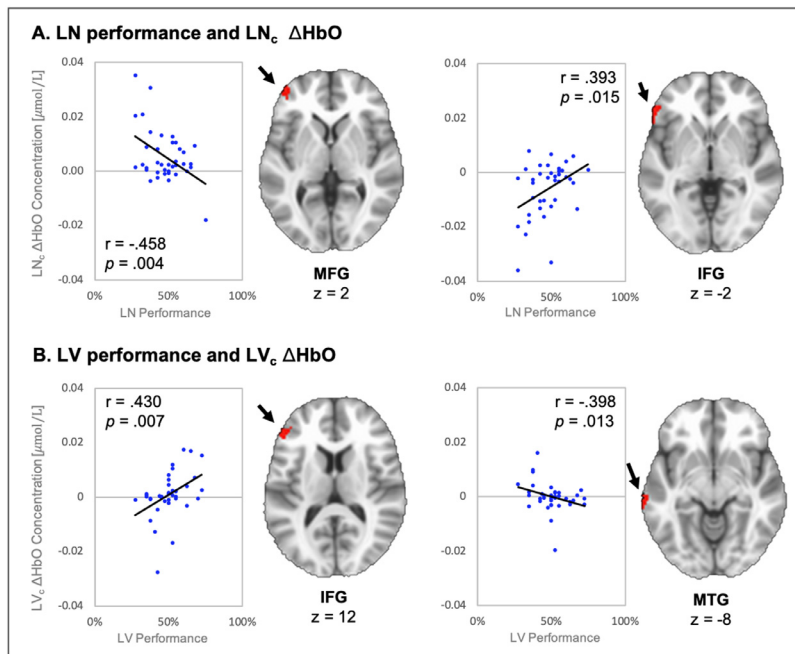 A. LN performance and LNc ΔHbO
LNc ΔHbO Concentration [μmol/L]
0.04
0.02
0.00
-0.02
-0.04
r = -.458
p = .004
0%
50%
100%
LN Performance
MFG
z = 2
0.04
0.02
0.00
-0.02
-0.04
r = .393
p = .015
0%
50%
100%
LN Performance
IFG
z = -2
B. LV performance and LVc ΔHbO
LVc ΔHbO Concentration [μmol/L]
0.04
0.02
0
-0.02
-0.04
r = .430
p = .007
0%
50%
100%
LV Performance
IFG
z = 12
0.04
0.02
0.00
-0.02
-0.04
r = -.398
p = .013
0%
50%
100%
LV Performance
MTG
z = -8